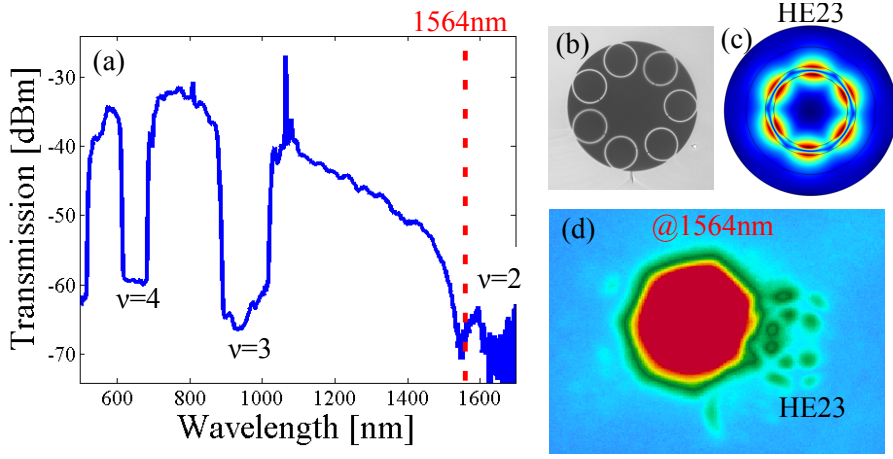 1564nm
HE23
(a)
(b)
(c)
Transmission [dBm]
-30
-40
-50
-60
-70
ν=4
ν=3
ν=2
600
800
1000
1200
1400
1600
Wavelength [nm]
(d)
@1564nm
HE23